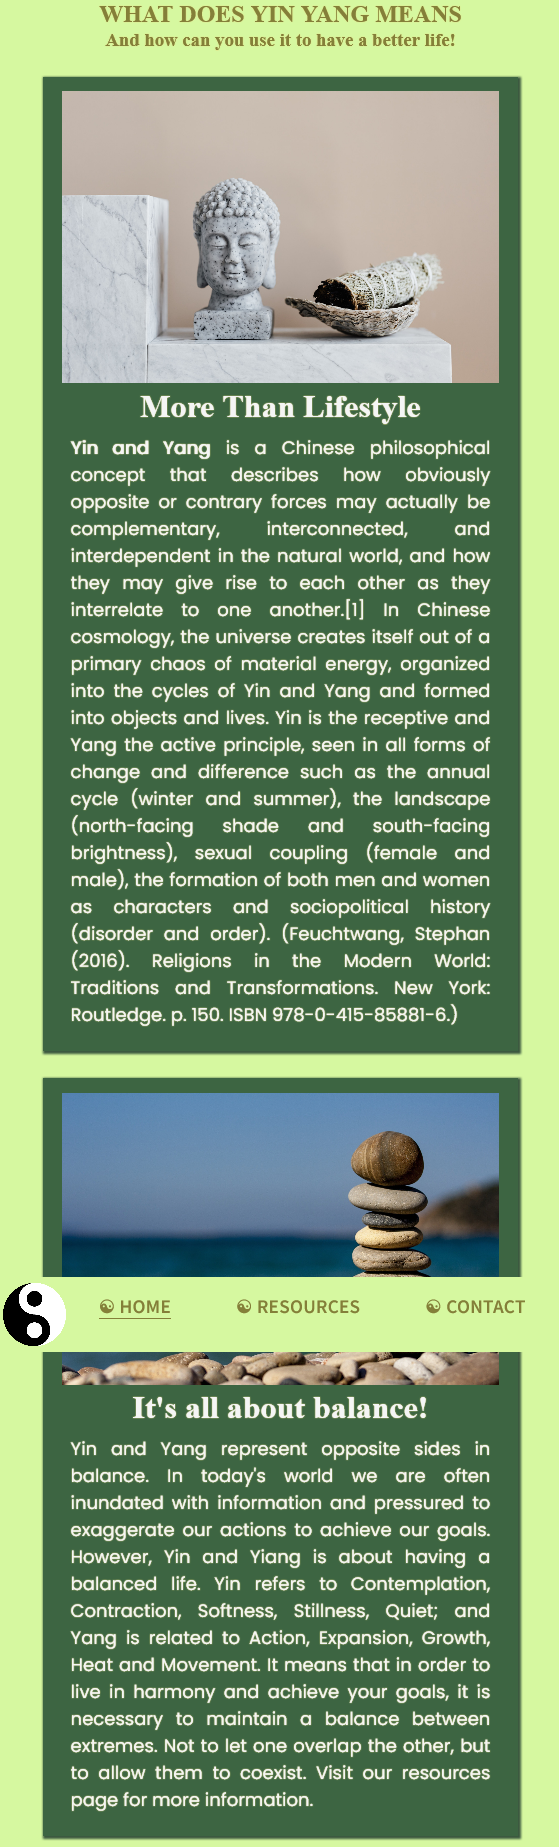 WHAT DOES YIN YANG MEANS
And how can you use it to have a better life!
More Than Lifestyle
Yin and Yang is a Chinese philosophical
concept that describes how obviously
opposite or contrary forces may actually be
complementary, interconnected, and
interdependent in the natural world, and how
they may give rise to each other as they
interrelate to one another.[1] In Chinese
cosmology, the universe creates itself out of a
primary chaos of material energy, organized
into the cycles of Yin and Yang and formed
into objects and lives. Yin is the receptive and
Yang the active principle, seen in all forms of
change and difference such as the annual
cycle (winter and summer), the landscape
(north-facing shade and south-facing
brightness), sexual coupling (female and
male), the formation of both men and women
as characters and sociopolitical history
(disorder and order). (Feuchtwang, Stephan
(2016). Religions in the Modern World:
Traditions and Transformations. New York:
Routledge. p. 150. ISBN 978-0-415-85881-6.)
☯ HOME ☯ RESOURCES ☯ CONTACT
It's all about balance!
Yin and Yang represent opposite sides in
balance. In today's world we are often
inundated with information and pressured to
exaggerate our actions to achieve our goals.
However, Yin and Yiang is about having a
balanced life. Yin refers to Contemplation,
Contraction, Softness, Stillness, Quiet; and
Yang is related to Action, Expansion, Growth,
Heat and Movement. It means that in order to
live in harmony and achieve your goals, it is
necessary to maintain a balance between
extremes. Not to let one overlap the other, but
to allow them to coexist. Visit our resources
page for more information.